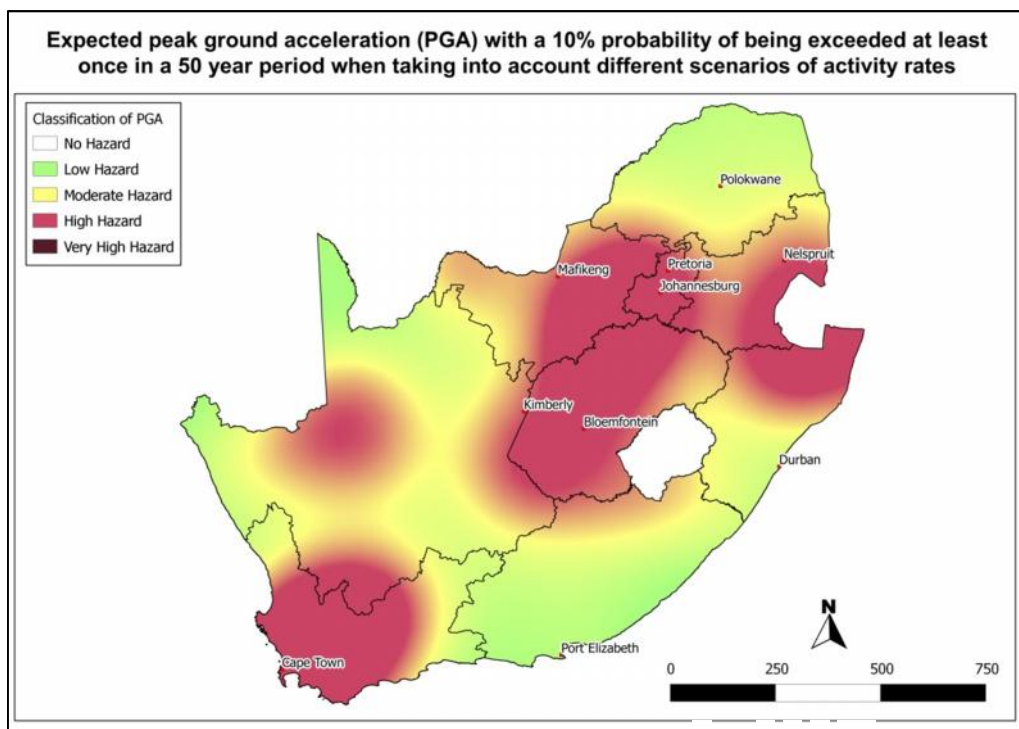 Expected peak ground acceleration (PGA) with a 10% probability of being exceeded at least
once in a 50 year period when taking into account different scenarios of activity rates
Classification of PGA
No Hazard
Low Hazard
Moderate Hazard
High Hazard
Very High Hazard
Polokwane
Nelspruit
Mafikeng
Pretoria
Johannesburg
Kimberly
Bloemfontein
Durban
Cape Town
Port Elizabeth
N
0 250 500 750